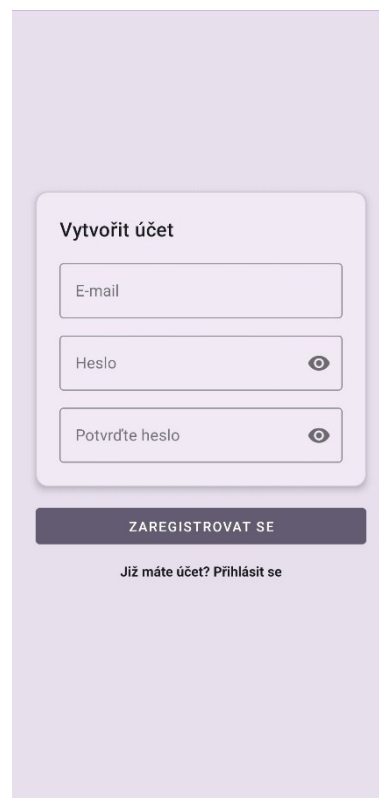 Vytvořit účet
E-mail
Heslo
Potvrďte heslo
ZAREGISTROVAT SE
Již máte účet? Přihlásit se